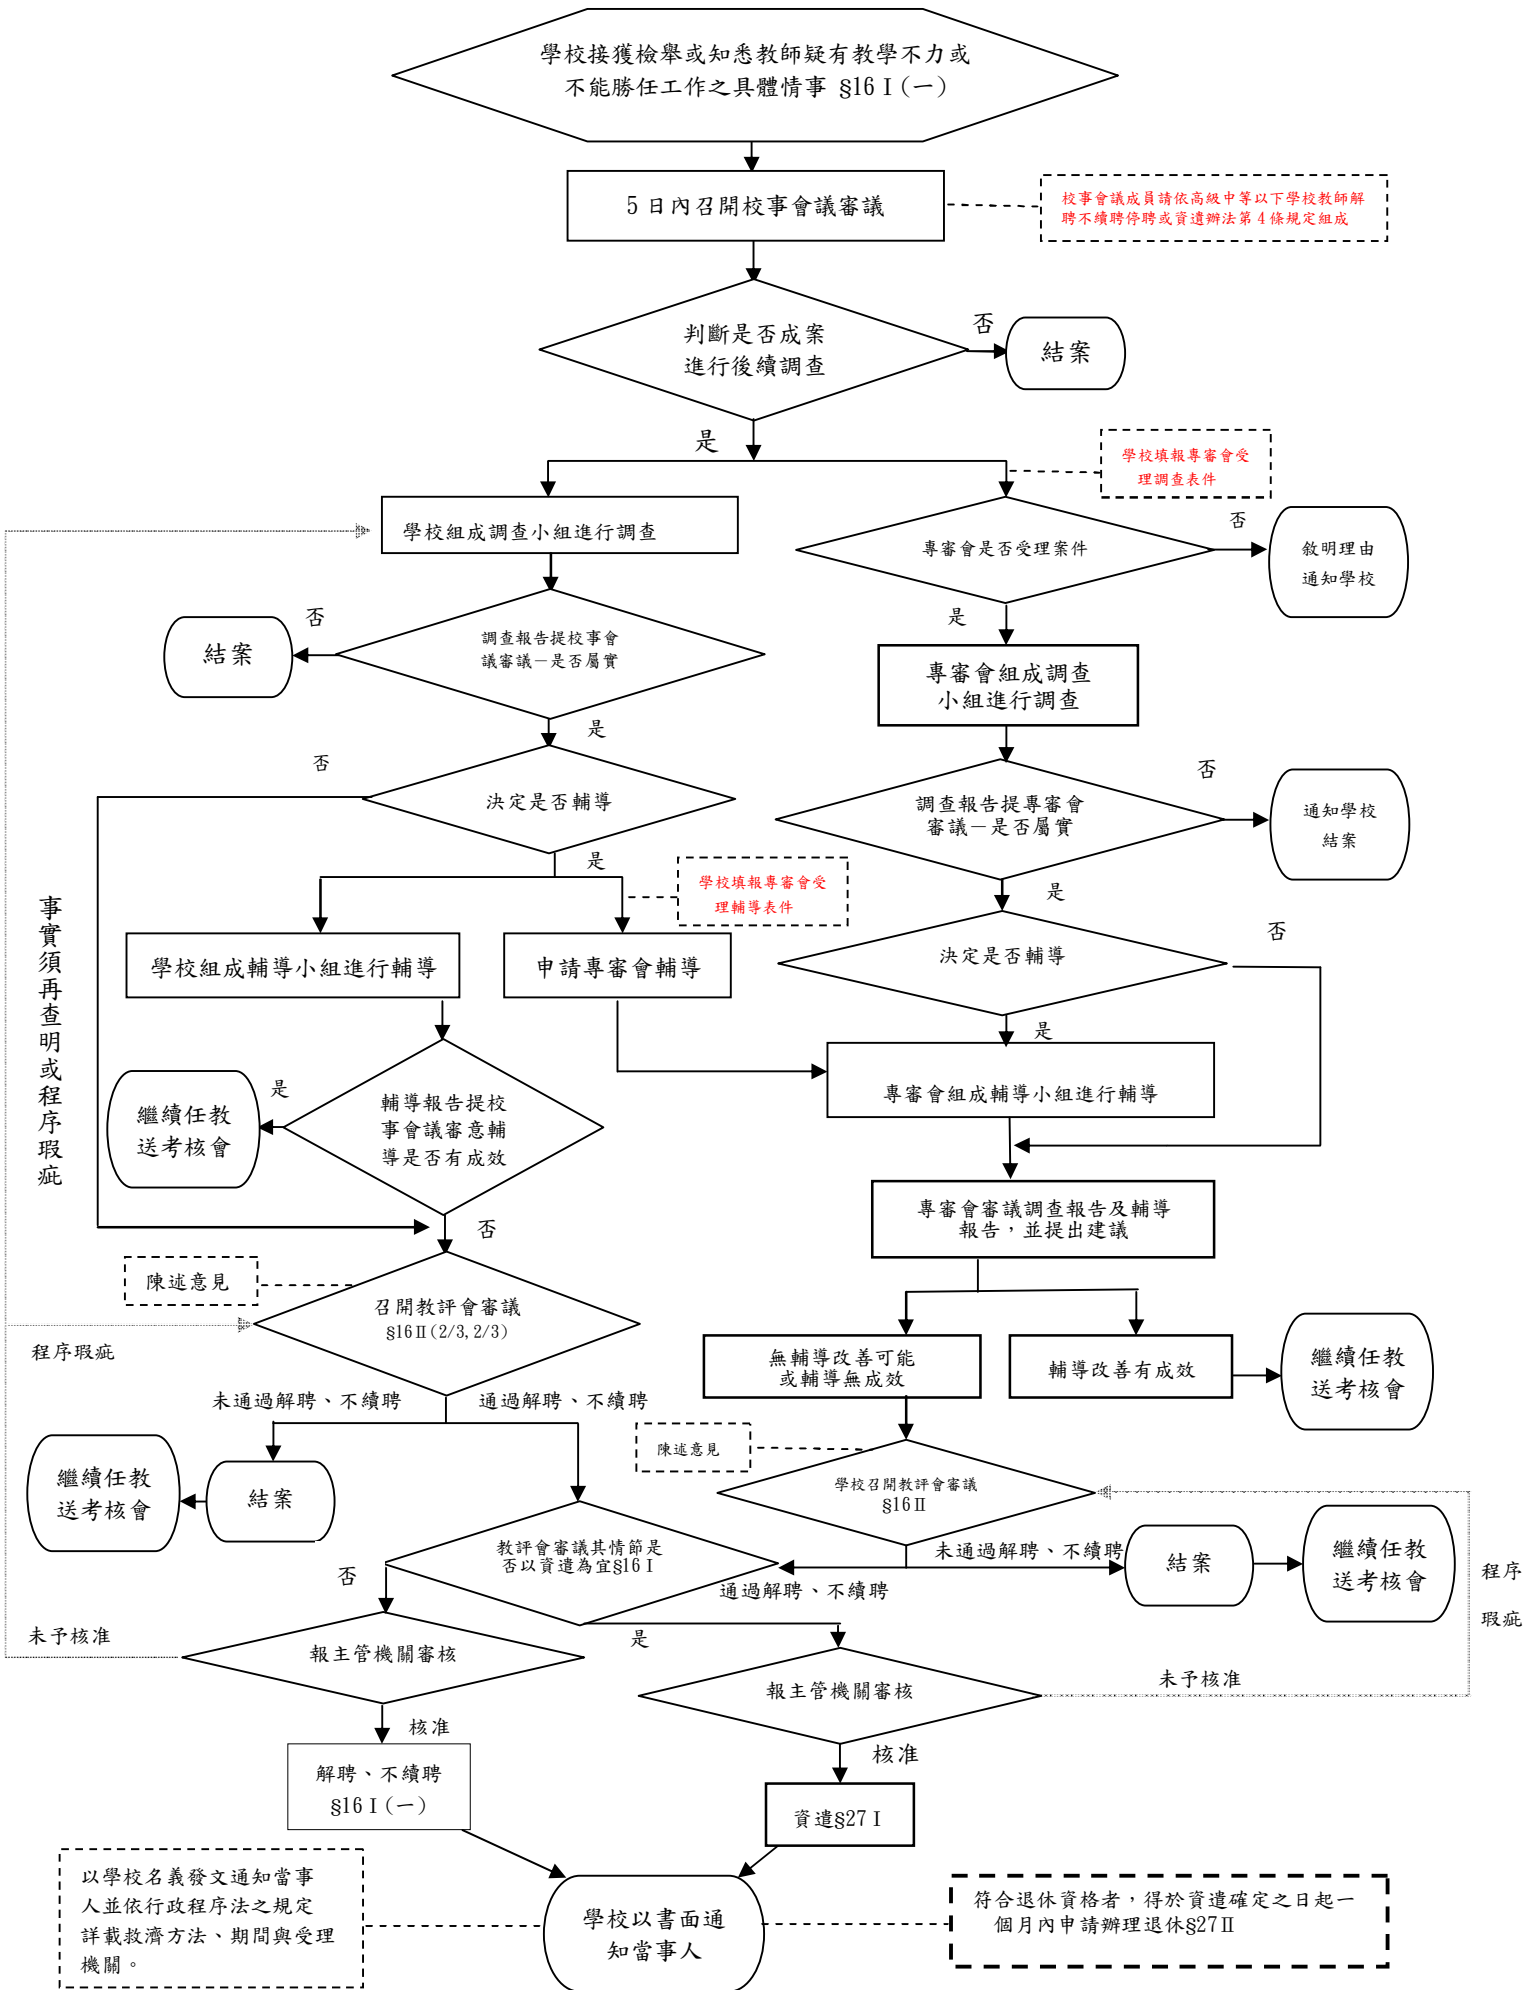 學校接獲檢舉或知悉教師疑有教學不力或
不能勝任工作之具體情事 §16 I (一)
5 日內召開校事會議審議
校事會議成員請依高級中等以下學校教師解
聘不續聘停聘或資遣辦法第 4 條規定組成
判斷是否成案
進行後續調查
否
結案
是
學校填報專審會受
理調查表件
學校組成調查小組進行調查
專審會是否受理案件
否
敘明理由
通知學校
是
結案
否
調查報告提校事會
議審議－是否屬實
專審會組成調查
小組進行調查
是
否
決定是否輔導
調查報告提專審會
審議－是否屬實
否
通知學校
結案
是
學校填報專審會受
理輔導表件
是
事實須再查明或程序瑕疵
學校組成輔導小組進行輔導
申請專審會輔導
決定是否輔導
否
是
專審會組成輔導小組進行輔導
繼續任教
送考核會
是
輔導報告提校
事會議審意輔
導是否有成效
專審會審議調查報告及輔導
報告，並提出建議
否
陳述意見
召開教評會審議
§16Ⅱ(2/3, 2/3)
程序瑕疵
無輔導改善可能
或輔導無成效
輔導改善有成效
繼續任教
送考核會
未通過解聘、不續聘
通過解聘、不續聘
陳述意見
學校召開教評會審議
§16Ⅱ
繼續任教
送考核會
結案
教評會審議其情節是
否以資遣為宜§16 I
未通過解聘、不續聘
通過解聘、不續聘
結案
繼續任教
送考核會
程序
瑕疵
否
是
未予核准
報主管機關審核
報主管機關審核
未予核准
核准
核准
解聘、不續聘
§16 I (一)
資遣§27 I
以學校名義發文通知當事
人並依行政程序法之規定
詳載救濟方法、期間與受理
機關。
學校以書面通
知當事人
符合退休資格者，得於資遣確定之日起一
個月內申請辦理退休§27Ⅱ